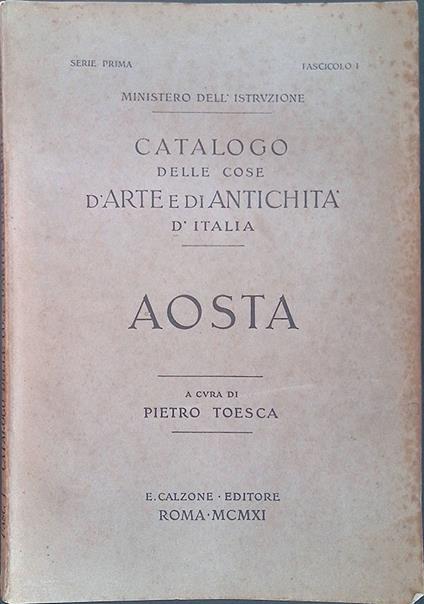 SERIE PRIMA FASCICOLO I
MINISTERO DELL' ISTRVZIONE
CATALOGO
DELLE COSE
D'ARTE E DI ANTICHITA'
D' ITALIA
AOSTA
A CVRA DI
PIETRO TOESCA
E. CALZONE · EDITORE
ROMA · MCMXI